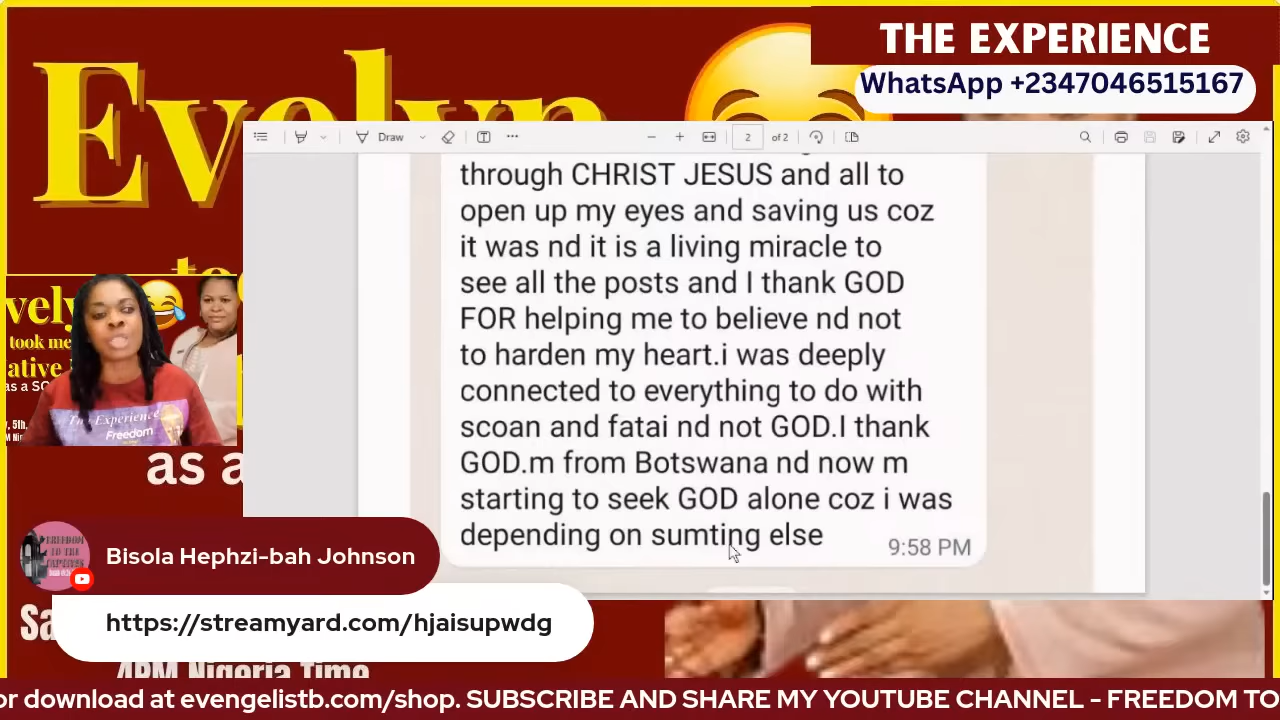 Evelyn
THE EXPERIENCE
WhatsApp +2347046515167
Draw
2
of 2
through CHRIST JESUS and all to
open up my eyes and saving us coz
it was nd it is a living miracle to
see all the posts and I thank GOD
FOR helping me to believe nd not
to harden my heart.i was deeply
connected to everything to do with
scoan and fatai nd not GOD.I thank
GOD.m from Botswana nd now m
starting to seek GOD alone coz i was
depending on sumting else
9:58 PM
took me
The Experience
Freedom
as a
Bisola Hephzi-bah Johnson
https://streamyard.com/hjaisupwdg
4PM Nigeria Time
or download at evengelistb.com/shop. SUBSCRIBE AND SHARE MY YOUTUBE CHANNEL - FREEDOM TO